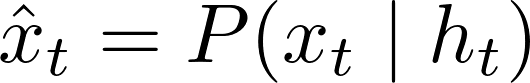 x̂_t = P(x_t | h_t)